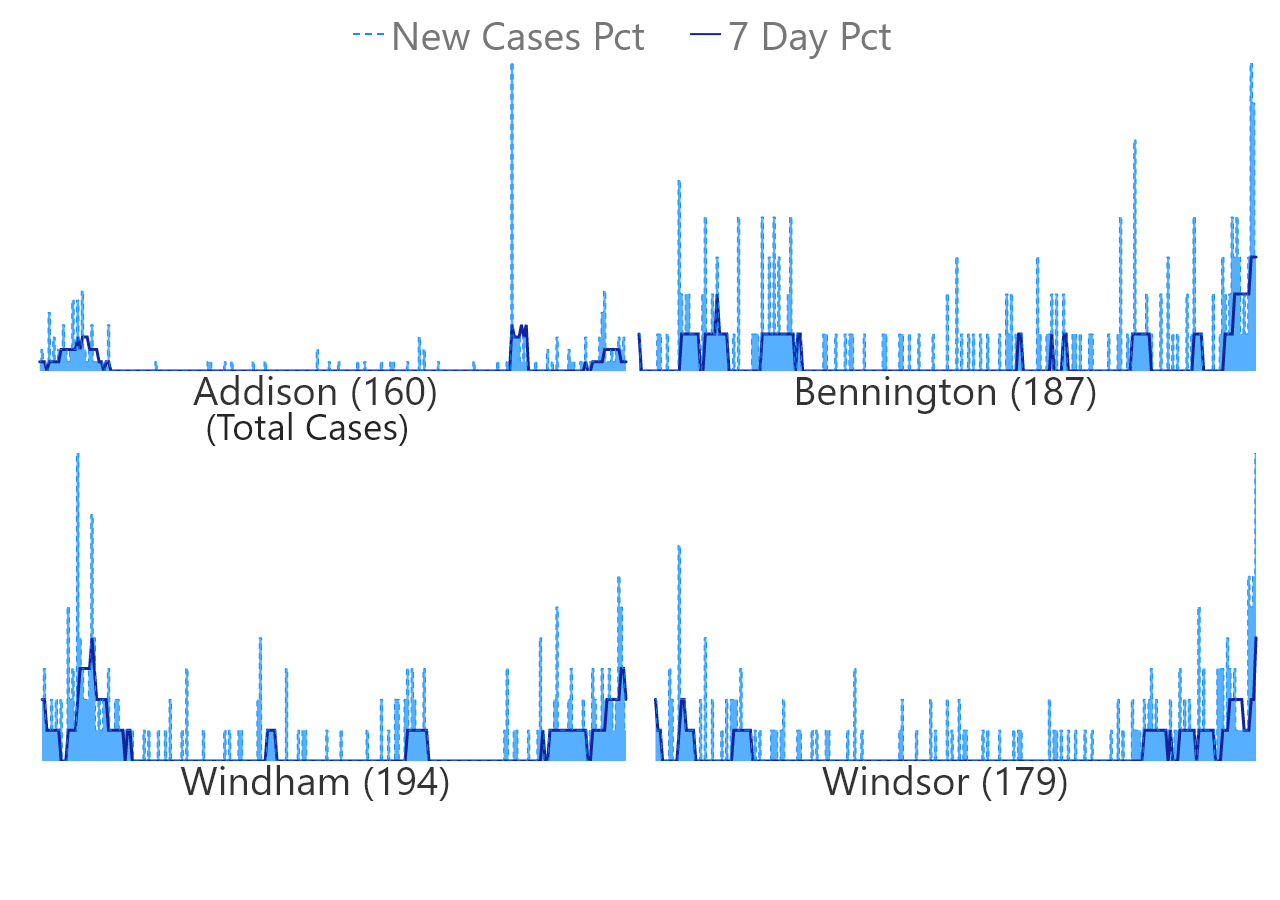 New Cases Pct 7 Day Pct
Addison (160) Bennington (187)
(Total Cases)
Windham (194) Windsor (179)